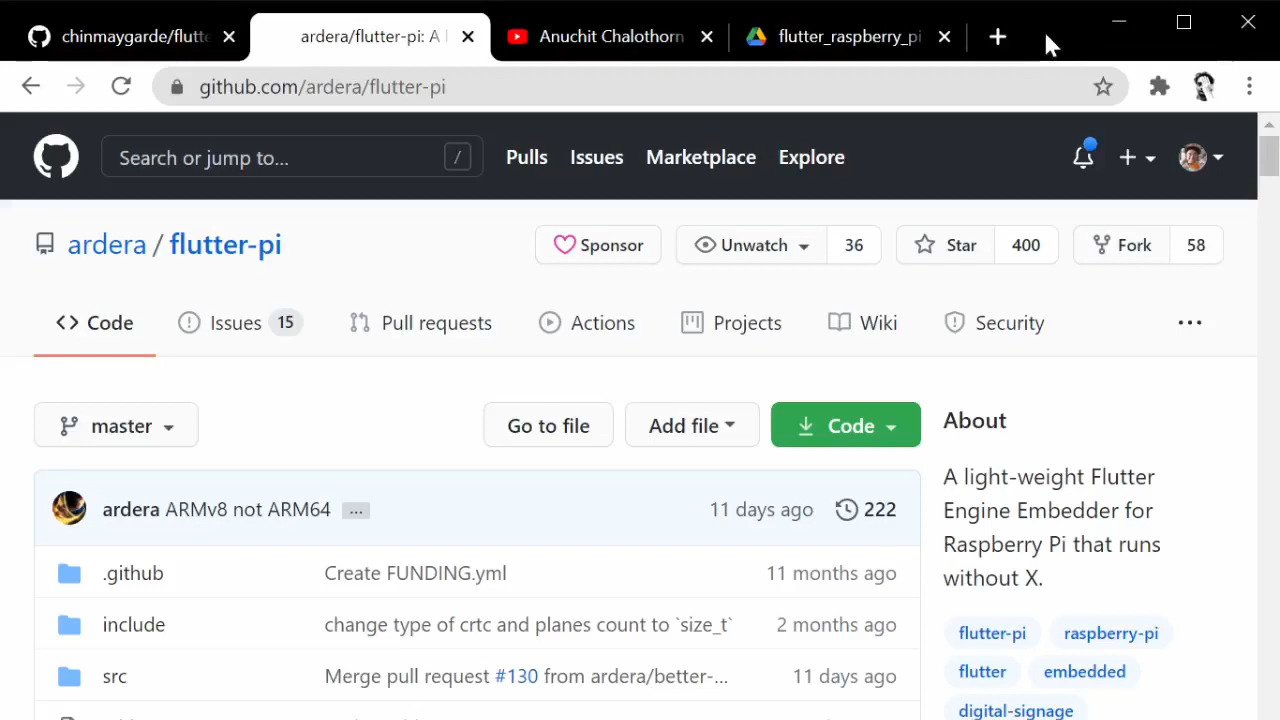 chinmaygarde/flutte
ardera/flutter-pi: A l
Anuchit Chalothorn
flutter_raspberry_pi
github.com/ardera/flutter-pi
Search or jump to...
/
Pulls
Issues
Marketplace
Explore
ardera / flutter-pi
Sponsor
Unwatch
36
Star
400
Fork
58
Code
Issues
15
Pull requests
Actions
Projects
Wiki
Security
master
Go to file
Add file
Code
ardera ARMv8 not ARM64
...
11 days ago
222
.github
Create FUNDING.yml
11 months ago
include
change type of crtc and planes count to `size_t`
2 months ago
src
Merge pull request #130 from ardera/better-...
11 days ago
About
A light-weight Flutter
Engine Embedder for
Raspberry Pi that runs
without X.
flutter-pi
raspberry-pi
flutter
embedded
digital-signage